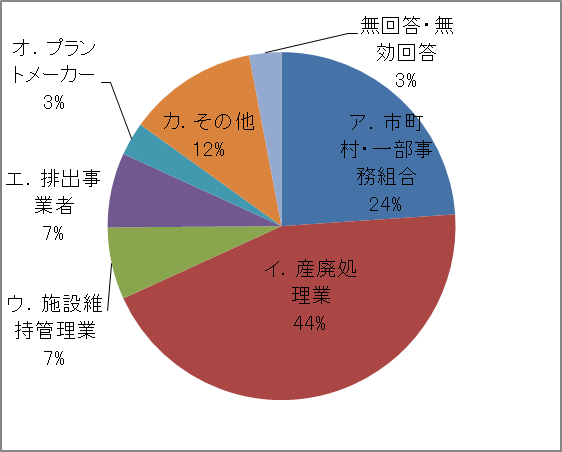 無回答・無
効回答
3%
ア. 市町
村・一部事
務組合
24%
イ. 産廃処
理業
44%
ウ. 施設維
持管理業
7%
エ. 排出事
業者
7%
オ. プラン
トメーカー
3%
カ. その他
12%